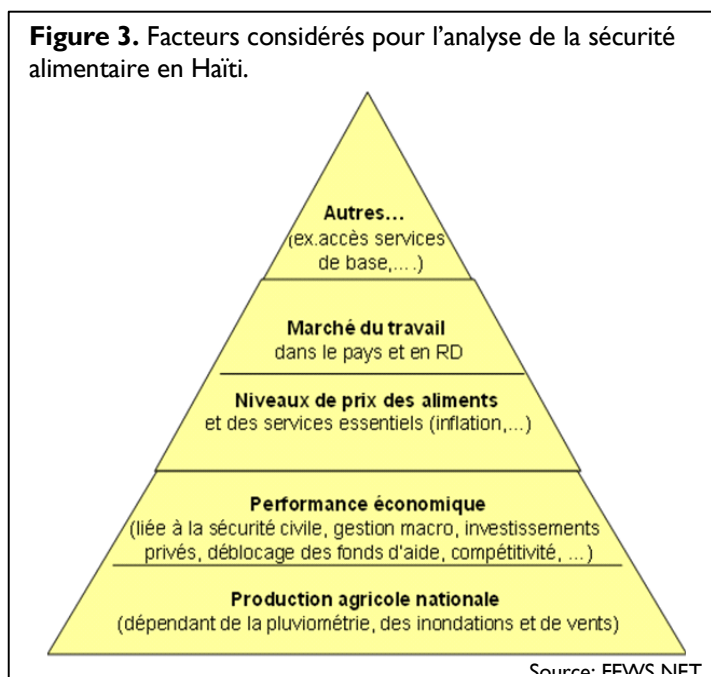 Figure 3. Facteurs considérés pour l'analyse de la sécurité
alimentaire en Haïti.
Autres...
(ex.accès services
de base,... .)
Marché du travail
dans le pays et en RD
Niveaux de prix des aliments
et des services essentiels (inflation,...)
Performance économique
(liée à la sécurité civile, gestion macro, investissements
privés, déblocage des fonds d'aide, compétitivité, ...)
Production agricole nationale
(dépendant de la pluviométrie, des inondations et de vents)
Source: FEWS NET